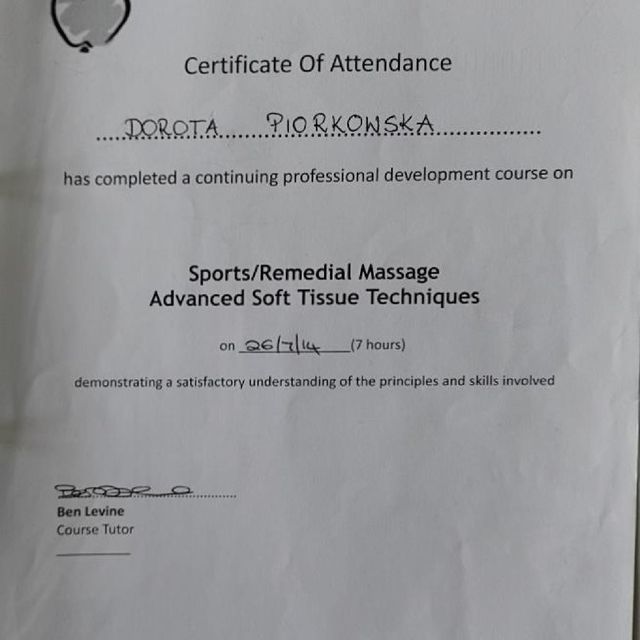 Certificate Of Attendance
DOROTA PIORKOWSKA
has completed a continuing professional development course on
Sports/Remedial Massage
Advanced Soft Tissue Techniques
on 26/7/14 (7 hours)
demonstrating a satisfactory understanding of the principles and skills involved
Ben Levine
Course Tutor